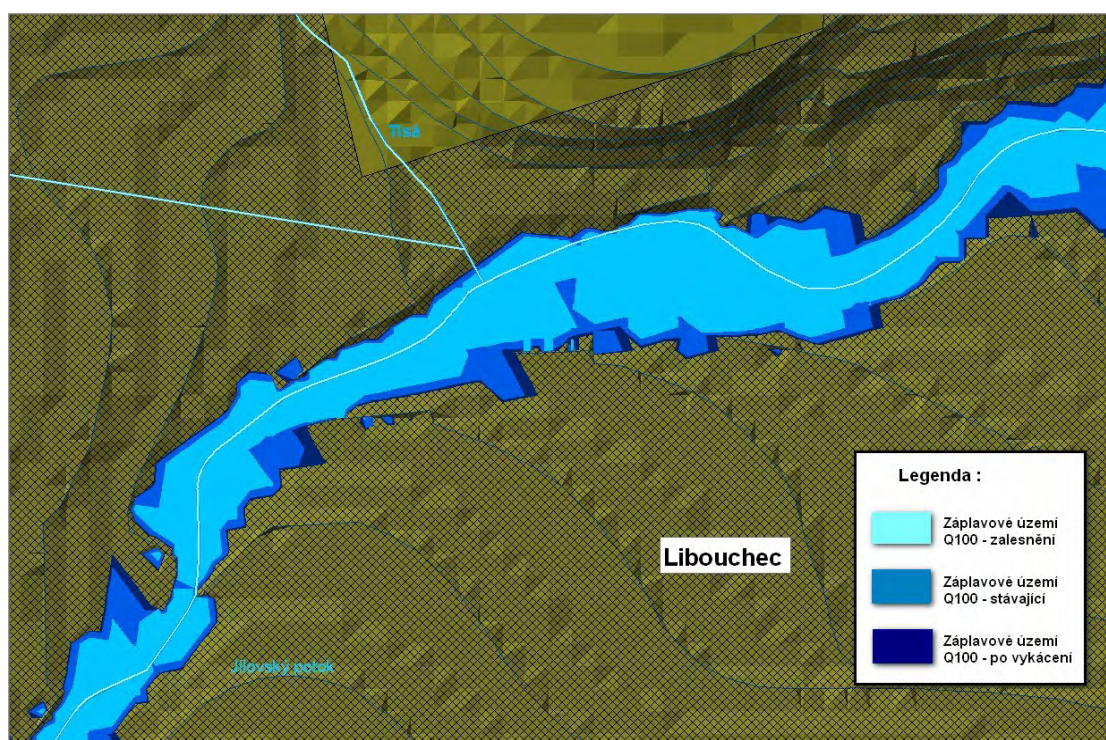 Tisá
Legenda :
Záplavové území
Q100 - zalesnění
Libouchec
Záplavové území
Q100 - stávající
Záplavové území
Q100 - po vykácení
Jílovský potok